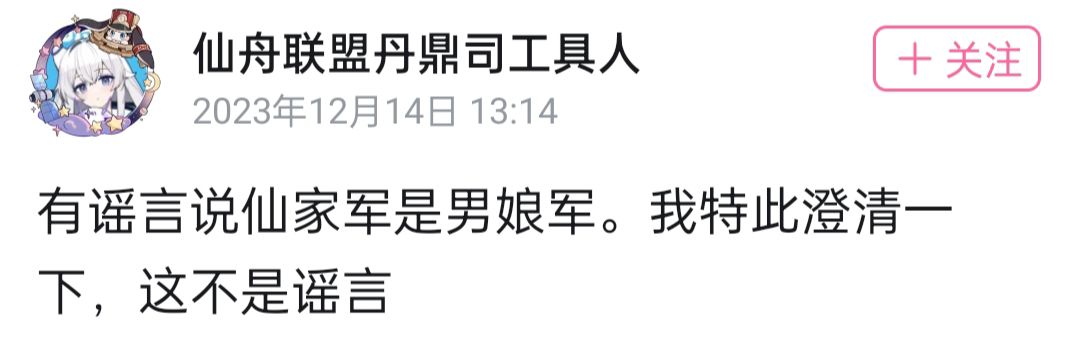 仙舟联盟丹鼎司工具人
2023年12月14日 13:14
+ 关注
有谣言说仙家军是男娘军。我特此澄清一
下，这不是谣言